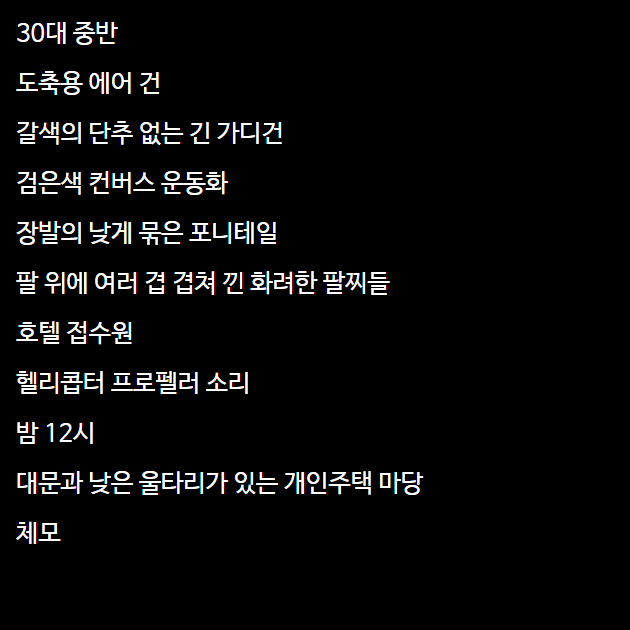 30대 중반
도축용 에어 건
갈색의 단추 없는 긴 가디건
검은색 컨버스 운동화
장발의 낮게 묶은 포니테일
팔 위에 여러 겹 겹쳐 낀 화려한 팔찌들
호텔 접수원
헬리콥터 프로펠러 소리
밤 12시
대문과 낮은 울타리가 있는 개인주택 마당
체모